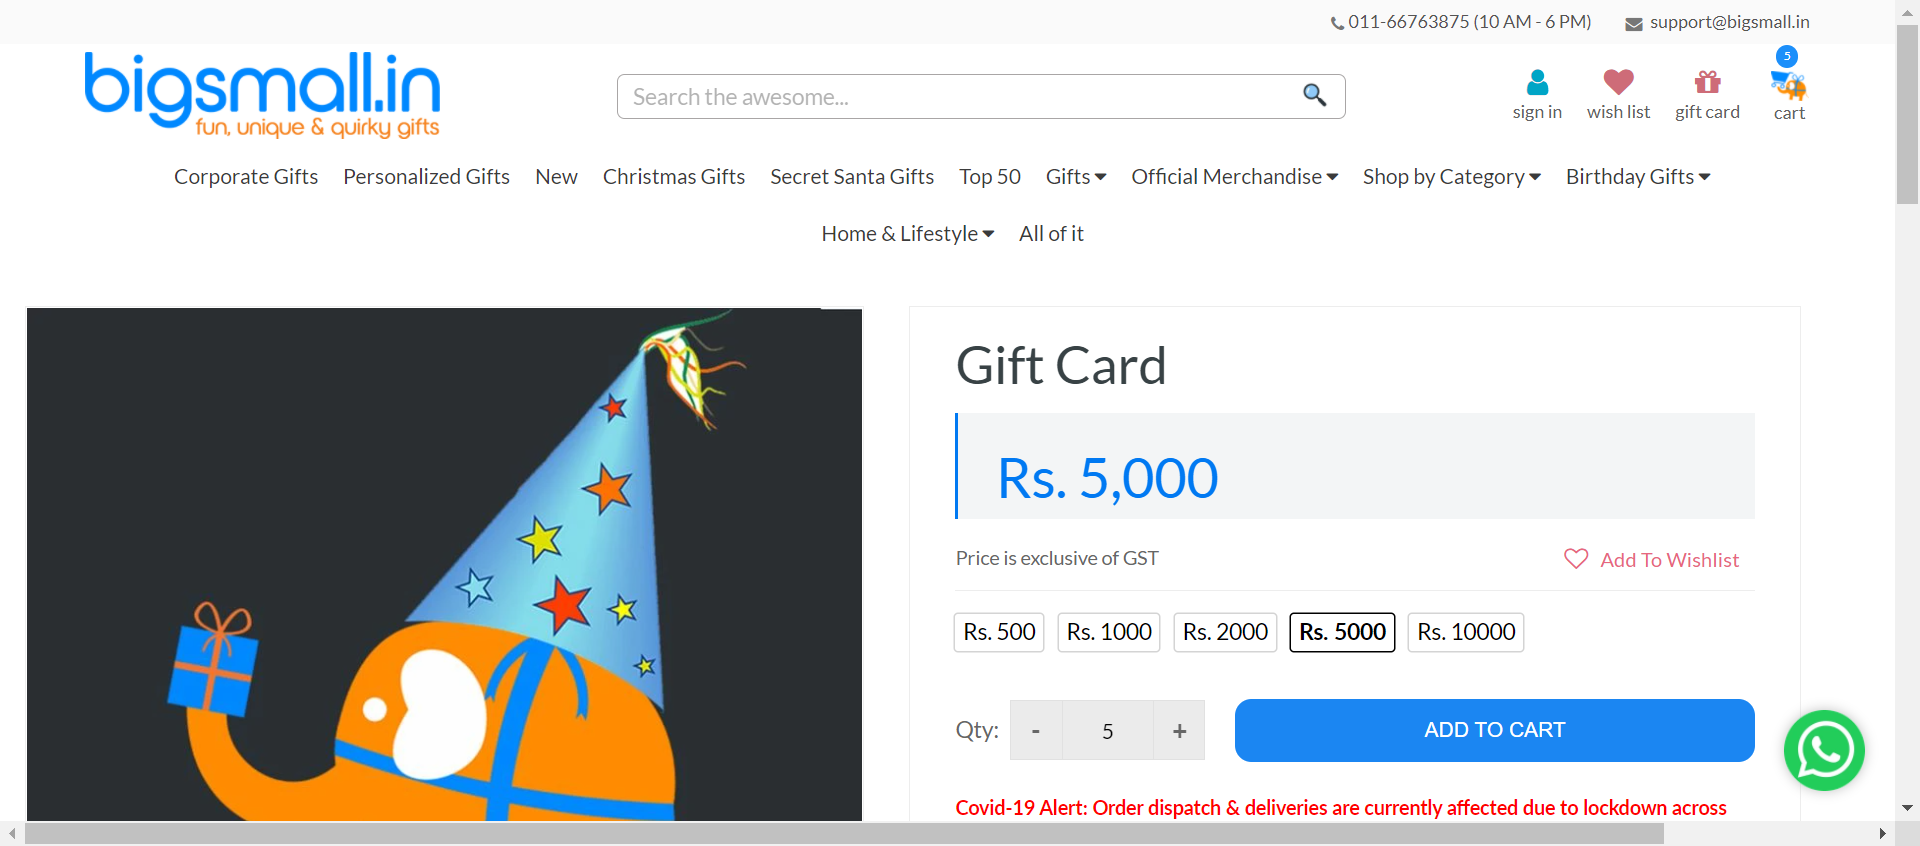 011-66763875 (10 AM - 6 PM) support@bigsmall.in
bigsmall.in
fun, unique & quirky gifts
Search the awesome...
sign in
wish list
gift card
5
cart
Corporate Gifts Personalized Gifts New Christmas Gifts Secret Santa Gifts Top 50 Gifts Official Merchandise Shop by Category Birthday Gifts
Home & Lifestyle All of it
Gift Card
Rs. 5,000
Price is exclusive of GST Add To Wishlist
Rs. 500 Rs. 1000 Rs. 2000 Rs. 5000 Rs. 10000
Qty: - 5 + ADD TO CART
Covid-19 Alert: Order dispatch & deliveries are currently affected due to lockdown across